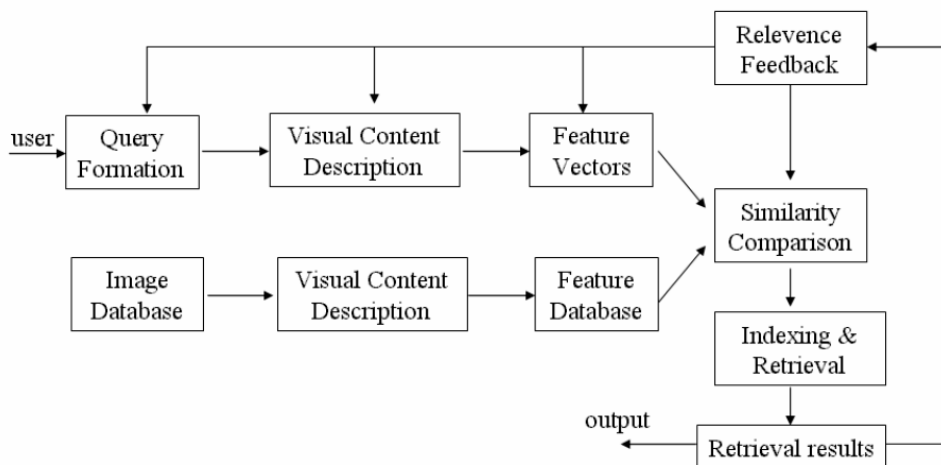 Relevence
Feedback
user
Query
Formation
Visual Content
Description
Feature
Vectors
Similarity
Comparison
Image
Database
Visual Content
Description
Feature
Database
Indexing &
Retrieval
output
Retrieval results